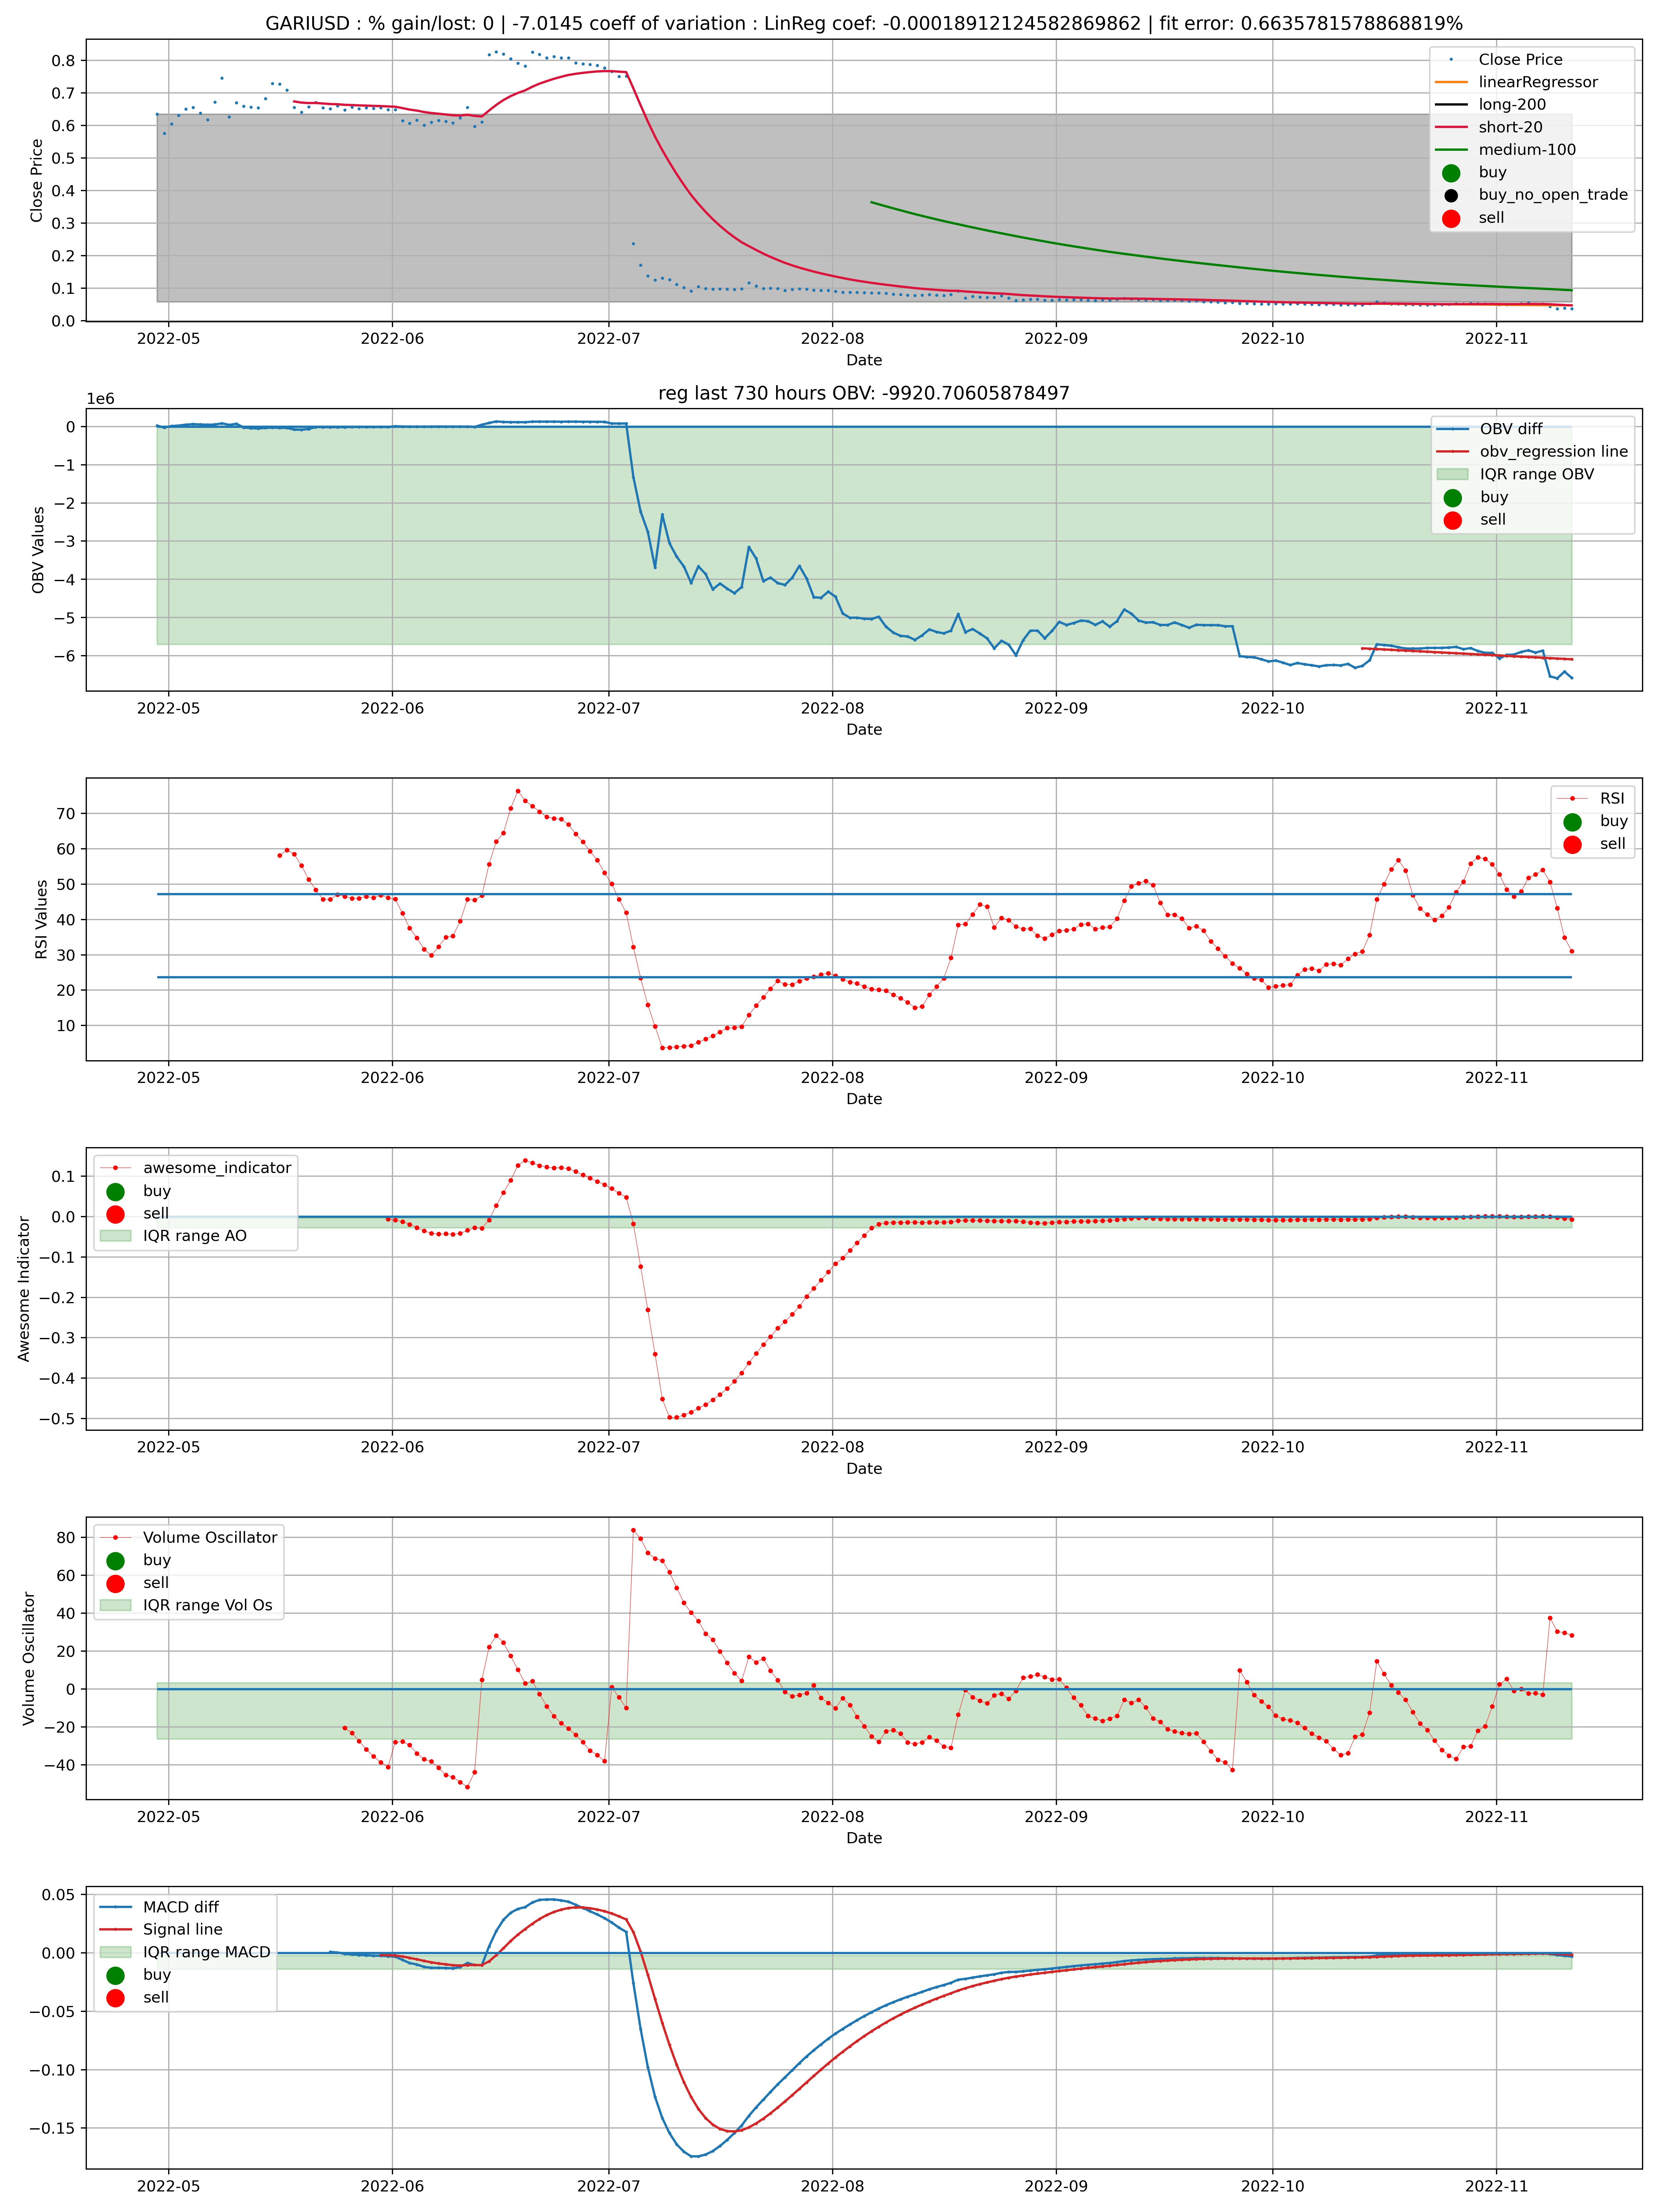 GARIUSD : % gain/lost: 0 | -7.0145 coeff of variation : LinReg coef: -0.00018912124582869862 | fit error: 0.6635781578868819%
Close Price
0.8
0.7
0.6
0.5
0.4
0.3
0.2
0.1
0.0
Close Price
linearRegressor
long-200
short-20
medium-100
buy
buy_no_open_trade
sell
2022-05
2022-06
2022-07
2022-08
2022-09
2022-10
2022-11
Date
reg last 730 hours OBV: -9920.70605878497
1e6
OBV Values
0
−1
−2
−3
−4
−5
−6
OBV diff
obv_regression line
IQR range OBV
buy
sell
2022-05
2022-06
2022-07
2022-08
2022-09
2022-10
2022-11
Date
RSI Values
70
60
50
40
30
20
10
RSI
buy
sell
2022-05
2022-06
2022-07
2022-08
2022-09
2022-10
2022-11
Date
Awesome Indicator
0.1
0.0
−0.1
−0.2
−0.3
−0.4
−0.5
awesome_indicator
buy
sell
IQR range AO
2022-05
2022-06
2022-07
2022-08
2022-09
2022-10
2022-11
Date
Volume Oscillator
80
60
40
20
0
−20
−40
Volume Oscillator
buy
sell
IQR range Vol Os
2022-05
2022-06
2022-07
2022-08
2022-09
2022-10
2022-11
Date
0.05
0.00
−0.05
−0.10
−0.15
MACD diff
Signal line
IQR range MACD
buy
sell
2022-05
2022-06
2022-07
2022-08
2022-09
2022-10
2022-11